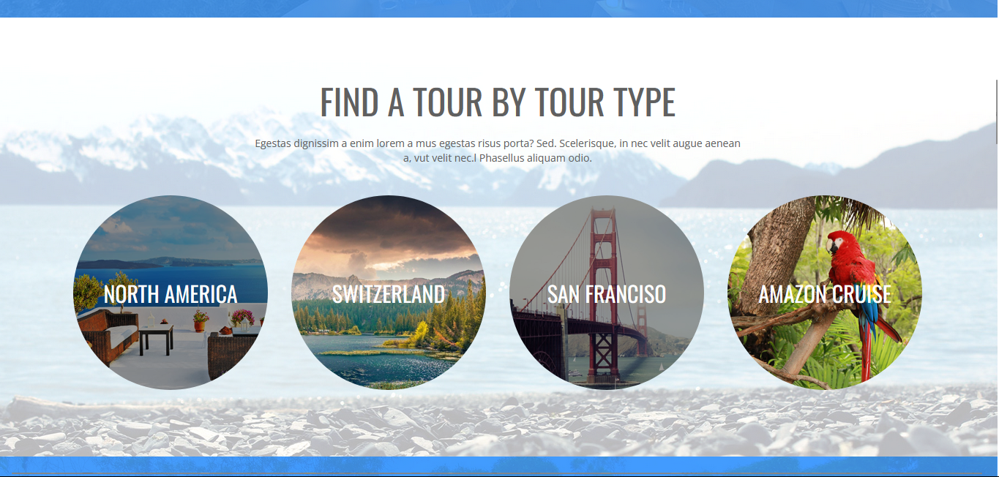 FIND A TOUR BY TOUR TYPE
Egestas dignissim a enim lorem a mus egestas risus porta? Sed. Scelerisque, in nec velit augue aenean
a, vut velit nec.l Phasellus aliquam odio.
NORTH AMERICA
SWITZERLAND
SAN FRANCISO
AMAZON CRUISE